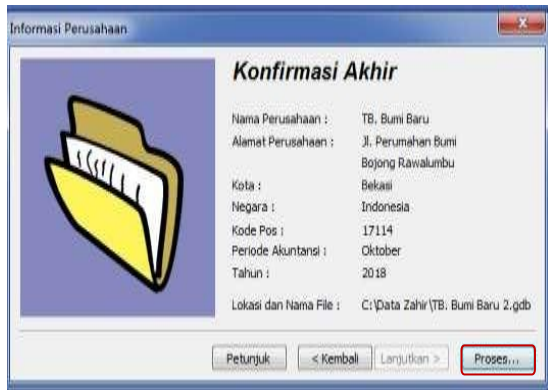 Informasi Perusahaan
Konfirmasi Akhir
Nama Perusahaan : TB. Bumi Baru
Alamat Perusahaan : Jl. Perumahan Bumi
Bojong Rawalumbu
Kota : Bekasi
Negara : Indonesia
Kode Pos : 17114
Periode Akuntansi : Oktober
Tahun : 2018
Lokasi dan Nama File : C:\Data Zahir\TB. Bumi Baru 2.gdb
Petunjuk < Kembali Lanjutkan > Proses...